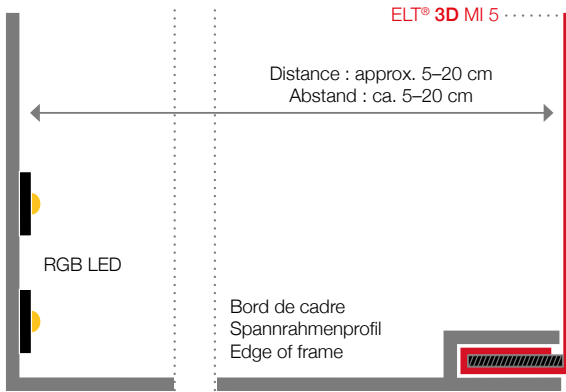 ELT® 3D MI 5
Distance : approx. 5–20 cm
Abstand : ca. 5–20 cm
RGB LED
Bord de cadre
Spannrahmenprofil
Edge of frame